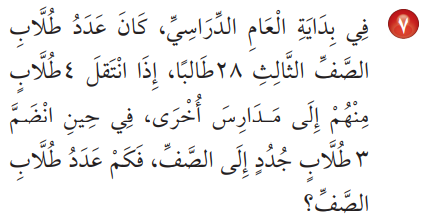 ٧ فِي بِدَايَةِ الْعَامِ الدِّرَاسِيِّ، كَانَ عَدَدُ طُلَّابِ
الصَّفِّ الثَّالِثِ ٢٨ طَالِبًا، إِذَا انْتَقَلَ ٤ طُلَّابٍ
مِنْهُمْ إِلَى مَـدَارِسَ أُخْرَى، فِي حِينِ انْضَمَّ
٣ طُلَّابٍ جُدُدٍ إِلَى الصَّفِّ، فَكَمْ عَدَدُ طُلَّابِ
الصَّفِّ؟